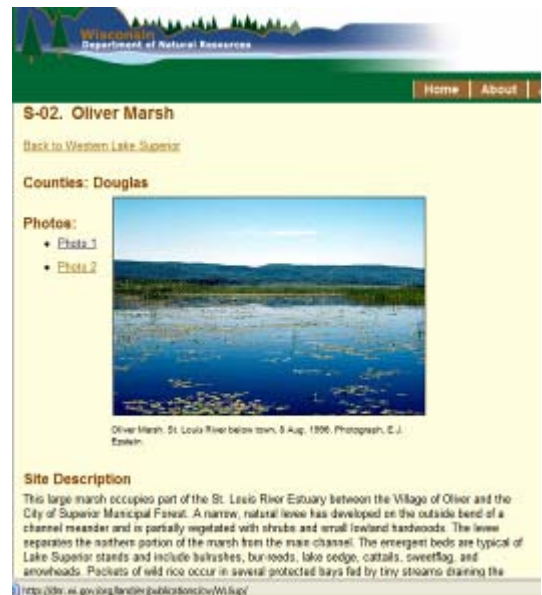 Wisconsin
Department of Natural Resources
Home
About
S-02. Oliver Marsh
Back to Western Lake Superior
Counties: Douglas
Photos:
Photo 1
Photo 2
Oliver Marsh, St. Louis River below town, 8 Aug, 1996. Photograph, E.J.
Epstein.
Site Description
This large marsh occupies part of the St. Louis River Estuary between the Village of Oliver and the
City of Superior Municipal Forest. A narrow, natural levee has developed on the outside bend of a
channel meander and is partially vegetated with shrubs and small lowland hardwoods. The levee
separates the northern portion of the marsh from the main channel. The emergent beds are typical of
Lake Superior stands and include bulrushes, bur-reeds, lake sedge, cattails, sweetflag, and
arrowheads. Pockets of wild rice occur in several protected bays fed by tiny streams draining the